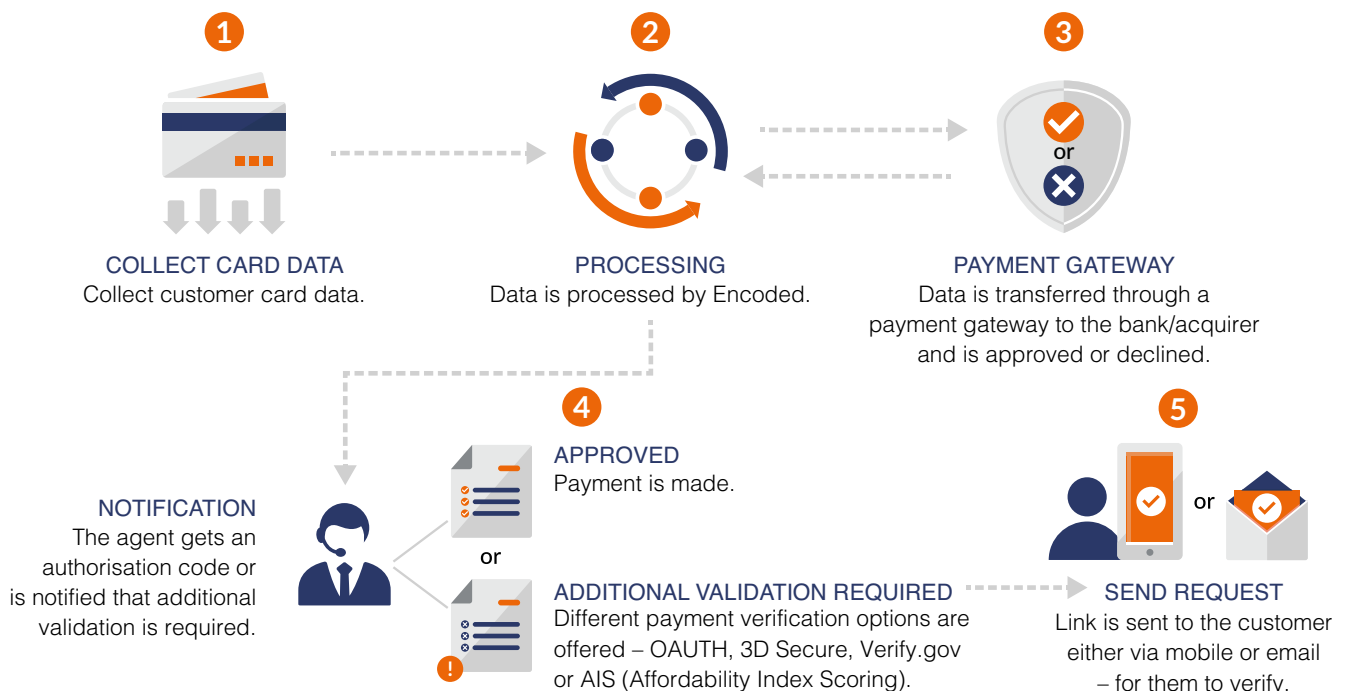 1
2
3
or
COLLECT CARD DATA
Collect customer card data.
PROCESSING
Data is processed by Encoded.
PAYMENT GATEWAY
Data is transferred through a
payment gateway to the bank/acquirer
and is approved or declined.
NOTIFICATION
The agent gets an
authorisation code or
is notified that additional
validation is required.
4
APPROVED
Payment is made.
or
!
ADDITIONAL VALIDATION REQUIRED
Different payment verification options are
offered – OAUTH, 3D Secure, Verify.gov
or AIS (Affordability Index Scoring).
5
or
SEND REQUEST
Link is sent to the customer
either via mobile or email
– for them to verify.